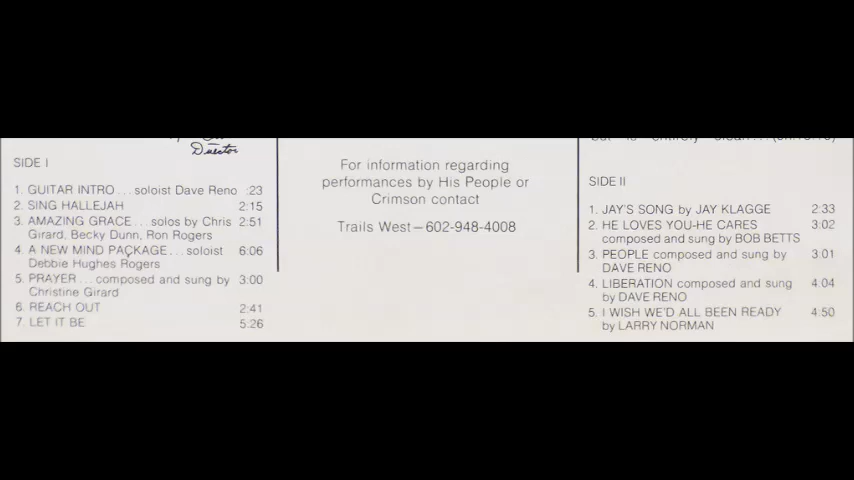 Director
SIDE I
1. GUITAR INTRO...soloist Dave Reno :23
2. SING HALLEJAH 2:15
3. AMAZING GRACE...solos by Chris 2:51
Girard, Becky Dunn, Ron Rogers
4. A NEW MIND PACKAGE...soloist 6:06
Debbie Hughes Rogers
5. PRAYER...composed and sung by 3:00
Christine Girard
6. REACH OUT 2:41
7. LET IT BE 5:26
For information regarding
performances by His People or
Crimson contact
Trails West—602-948-4008
SIDE II
1. JAY'S SONG by JAY KLAGGE 2:33
2. HE LOVES YOU-HE CARES 3:02
composed and sung by BOB BETTS
3. PEOPLE composed and sung by 3:01
DAVE RENO
4. LIBERATION composed and sung 4:04
by DAVE RENO
5. I WISH WE'D ALL BEEN READY 4:50
by LARRY NORMAN